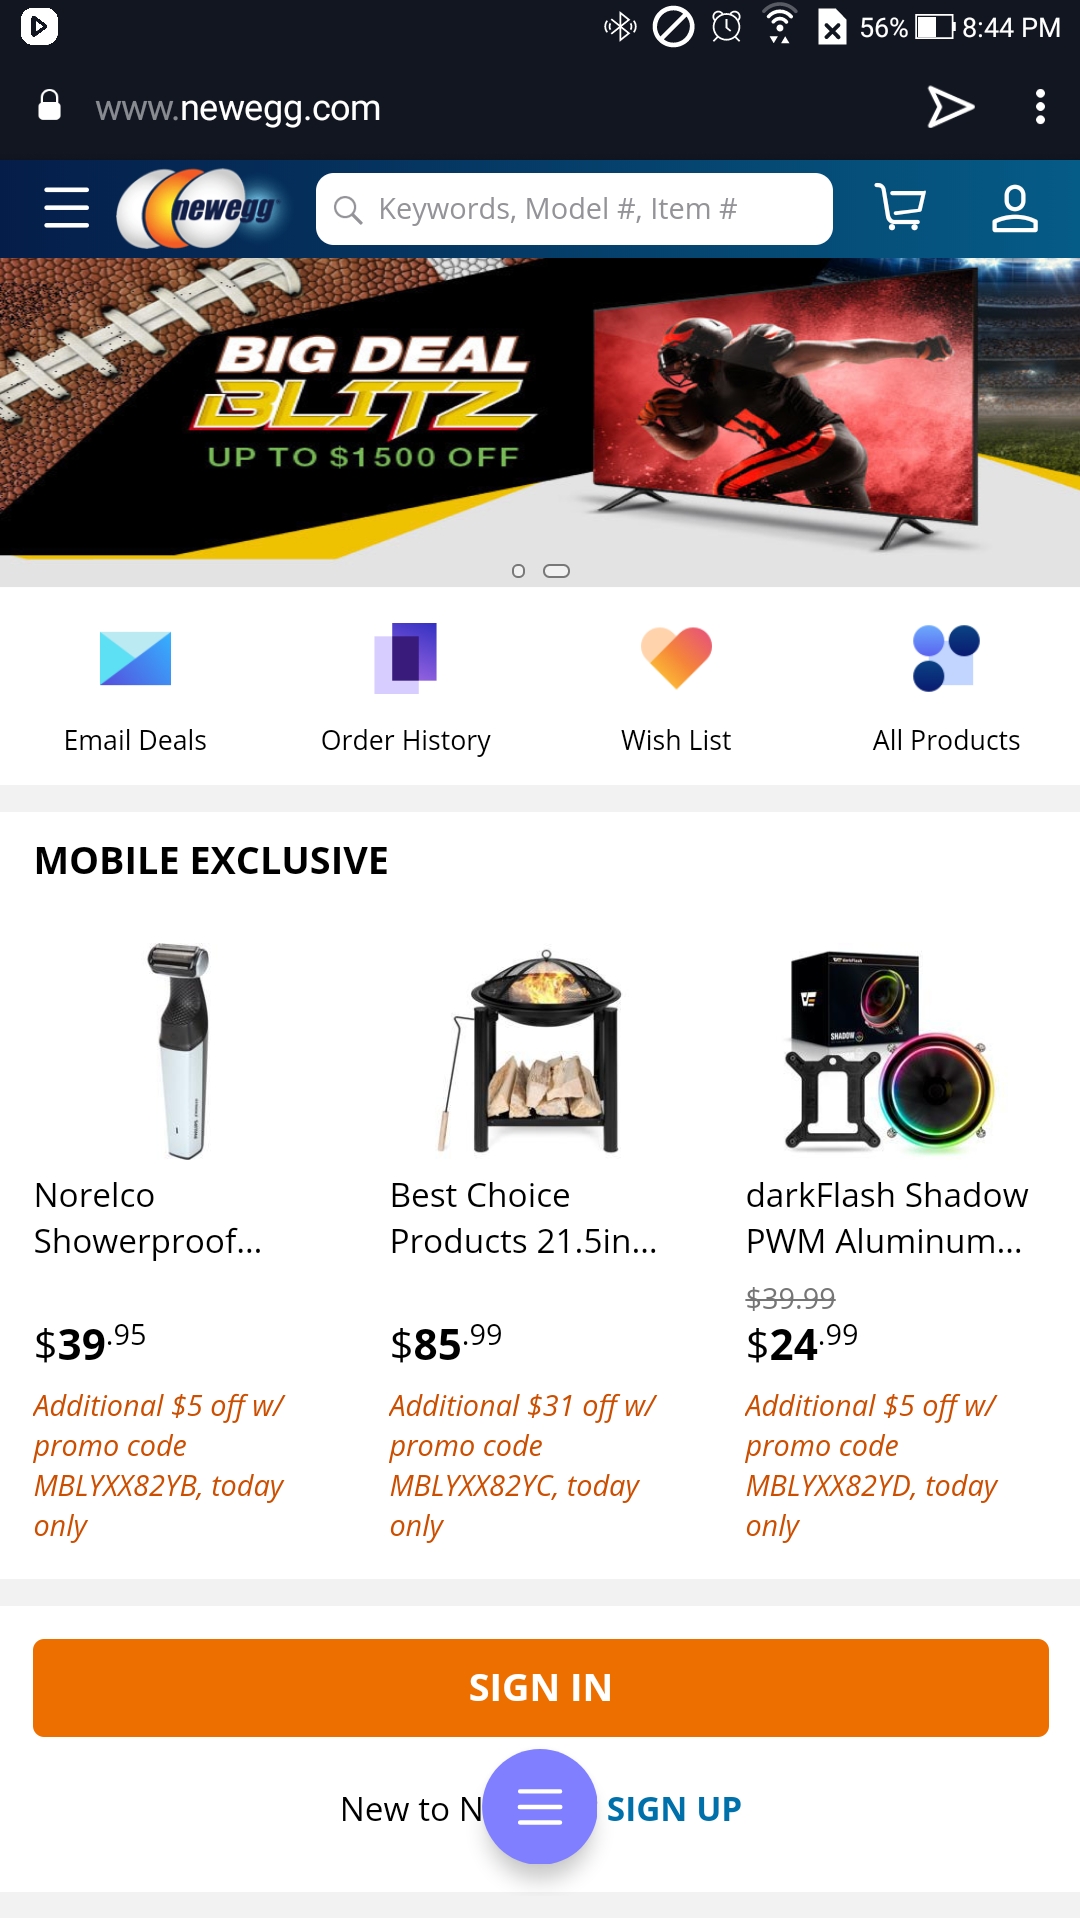 56% 8:44 PM
www.newegg.com
newegg
Keywords, Model #, Item #
BIG DEAL
BLITZ
UP TO $1500 OFF
Email Deals
Order History
Wish List
All Products
MOBILE EXCLUSIVE
SHADOW
Norelco
Showerproof...
$39.95
Additional $5 off w/
promo code
MBLYXX82YB, today
only
Best Choice
Products 21.5in...
$85.99
Additional $31 off w/
promo code
MBLYXX82YC, today
only
darkFlash Shadow
PWM Aluminum...
$39.99
$24.99
Additional $5 off w/
promo code
MBLYXX82YD, today
only
SIGN IN
New to N
SIGN UP